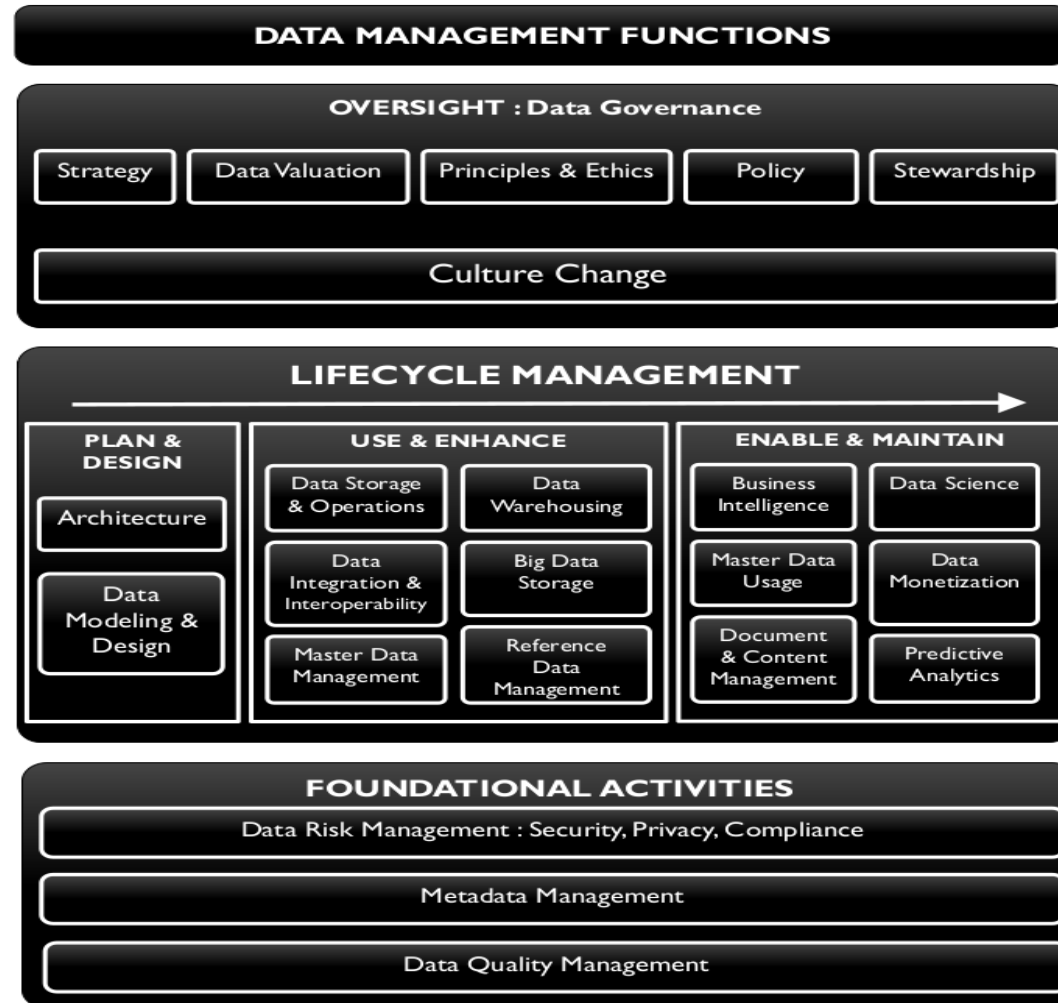 DATA MANAGEMENT FUNCTIONS
OVERSIGHT : Data Governance
Strategy
Data Valuation
Principles & Ethics
Policy
Stewardship
Culture Change
LIFECYCLE MANAGEMENT
PLAN &
DESIGN
Architecture
Data
Modeling &
Design
USE & ENHANCE
Data Storage
& Operations
Data
Warehousing
Data
Integration &
Interoperability
Big Data
Storage
Master Data
Management
Reference
Data
Management
ENABLE & MAINTAIN
Business
Intelligence
Data Science
Master Data
Usage
Data
Monetization
Document
& Content
Management
Predictive
Analytics
FOUNDATIONAL ACTIVITIES
Data Risk Management : Security, Privacy, Compliance
Metadata Management
Data Quality Management